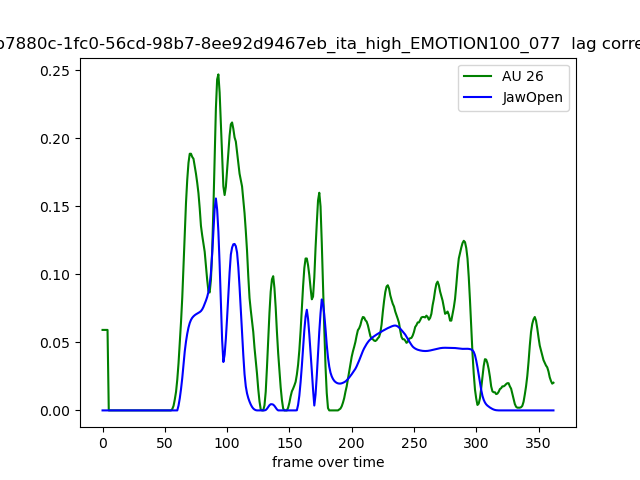 b7880c-1fc0-56cd-98b7-8ee92d9467eb_ita_high_EMOTION100_077 lag corre
AU 26
JawOpen
0.25
0.20
0.15
0.10
0.05
0.00
0 50 100 150 200 250 300 350
frame over time